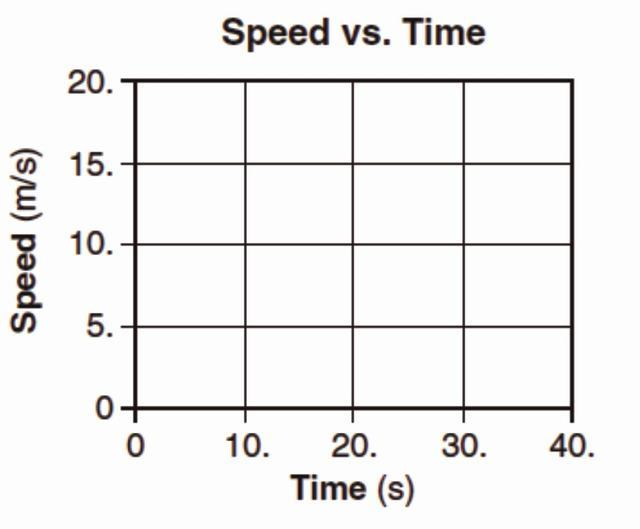 Speed vs. Time
Speed (m/s)
20.
15.
10.
5.
0
0 10. 20. 30. 40.
Time (s)